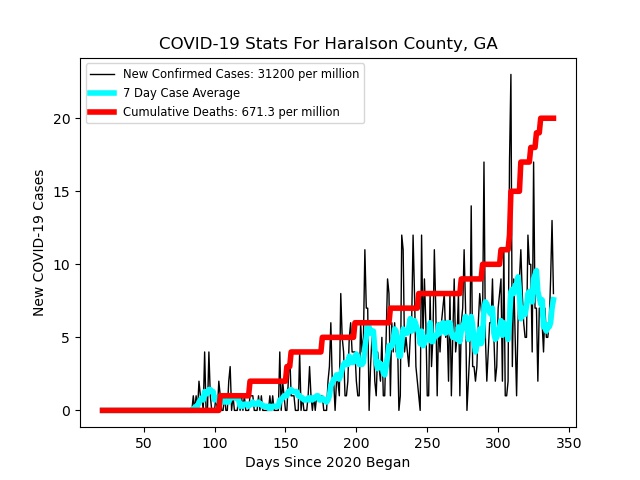 COVID-19 Stats For Haralson County, GA
New Confirmed Cases: 31200 per million
7 Day Case Average
Cumulative Deaths: 671.3 per million
New COVID-19 Cases
20
15
10
5
0
50 100 150 200 250 300 350
Days Since 2020 Began